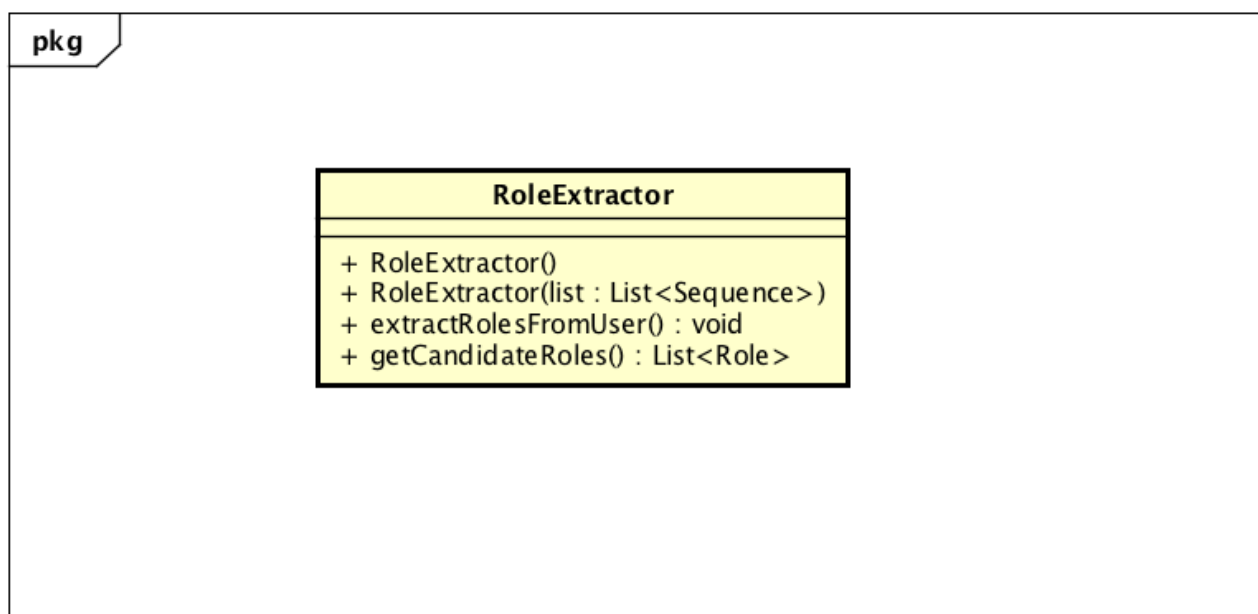 pkg
RoleExtractor
+ RoleExtractor()
+ RoleExtractor(list : List<Sequence>)
+ extractRolesFromUser() : void
+ getCandidateRoles() : List<Role>